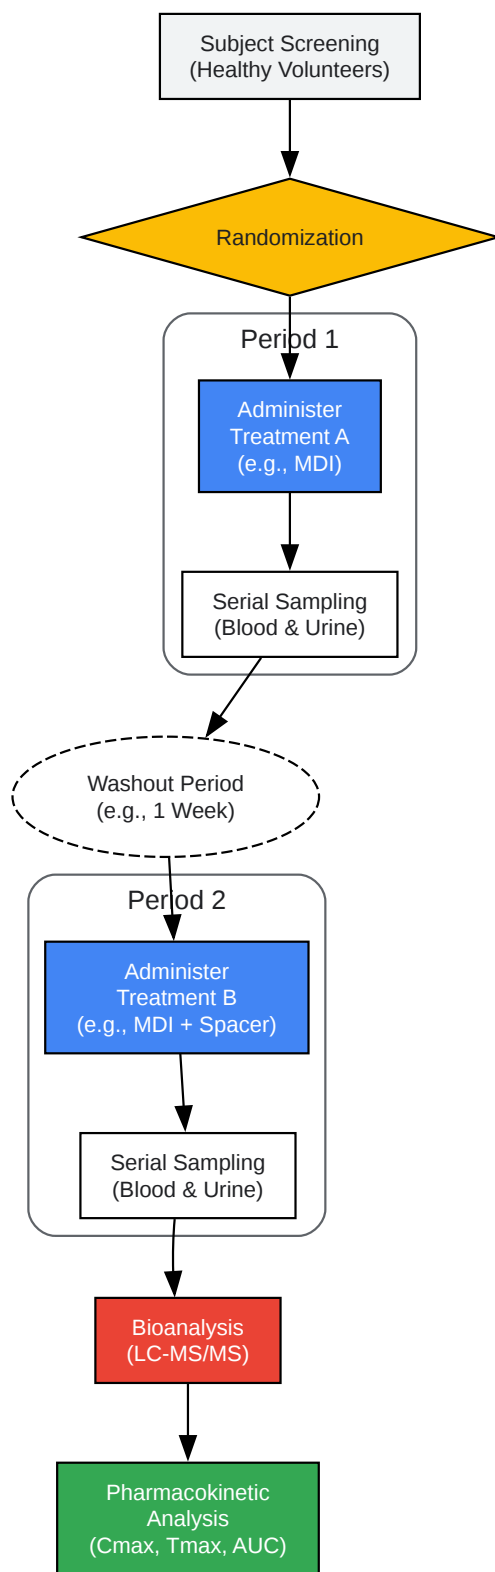 Subject Screening
(Healthy Volunteers)
Randomization
Period 1
Administer
Treatment A
(e.g., MDI)
Serial Sampling
(Blood & Urine)
Washout Period
(e.g., 1 Week)
Period 2
Administer
Treatment B
(e.g., MDI + Spacer)
Serial Sampling
(Blood & Urine)
Bioanalysis
(LC-MS/MS)
Pharmacokinetic
Analysis
(Cmax, Tmax, AUC)